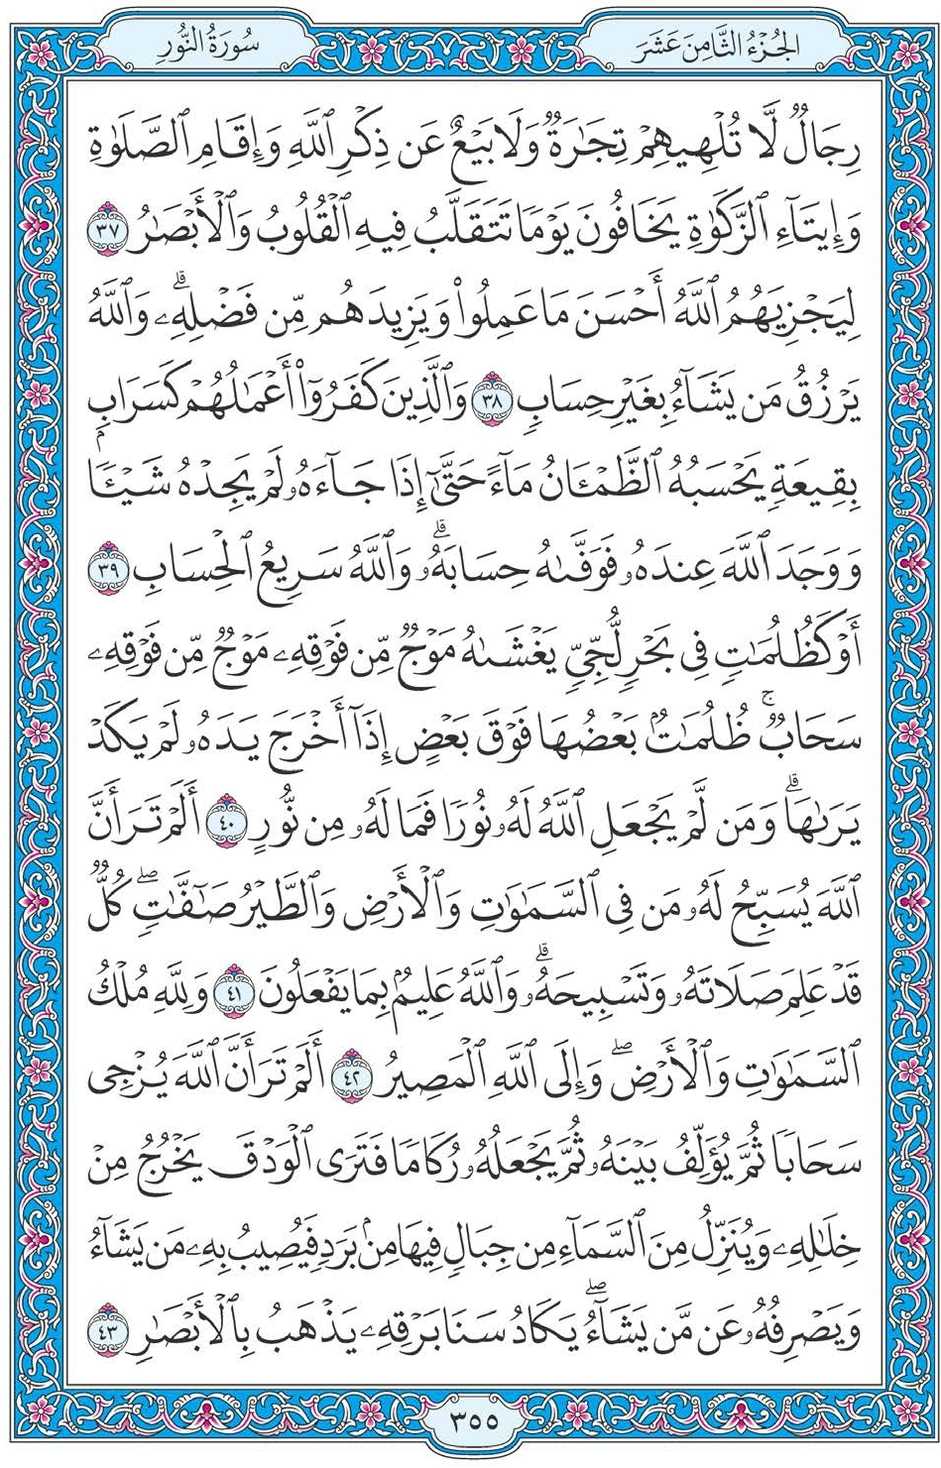 الجُزْءُ الثَّامِنَ عَشَرَ
سُورَةُ النُّورِ
رِجَالٌ لَّا تُلْهِيهِمْ تِجَٰرَةٌ وَلَا بَيْعٌ عَن ذِكْرِ ٱللَّهِ وَإِقَامِ ٱلصَّلَوٰةِ
وَإِيتَآءِ ٱلزَّكَوٰةِ يَخَافُونَ يَوْمًا تَتَقَلَّبُ فِيهِ ٱلْقُلُوبُ وَٱلْأَبْصَٰرُ ٣٧
لِيَجْزِيَهُمُ ٱللَّهُ أَحْسَنَ مَا عَمِلُوا۟ وَيَزِيدَهُم مِّن فَضْلِهِۦۗ وَٱللَّهُ
يَرْزُقُ مَن يَشَآءُ بِغَيْرِ حِسَابٍ ٣٨ وَٱلَّذِينَ كَفَرُوٓا۟ أَعْمَٰلُهُمْ كَسَرَابٍۭ
بِقِيعَةٍ يَحْسَبُهُ ٱلظَّمْـَٔانُ مَآءً حَتَّىٰٓ إِذَا جَآءَهُۥ لَمْ يَجِدْهُ شَيْـًٔا
وَوَجَدَ ٱللَّهَ عِندَهُۥ فَوَفَّىٰهُ حِسَابَهُۥۗ وَٱللَّهُ سَرِيعُ ٱلْحِسَابِ ٣٩
أَوْ كَظُلُمَٰتٍ فِى بَحْرٍ لُّجِّىٍّ يَغْشَىٰهُ مَوْجٌ مِّن فَوْقِهِۦ مَوْجٌ مِّن فَوْقِهِۦ
سَحَابٌۚ ظُلُمَٰتٌۢ بَعْضُهَا فَوْقَ بَعْضٍ إِذَآ أَخْرَجَ يَدَهُۥ لَمْ يَكَدْ
يَرَىٰهَاۗ وَمَن لَّمْ يَجْعَلِ ٱللَّهُ لَهُۥ نُورًا فَمَا لَهُۥ مِن نُّورٍ ٤٠ أَلَمْ تَرَ أَنَّ
ٱللَّهَ يُسَبِّحُ لَهُۥ مَن فِى ٱلسَّمَٰوَٰتِ وَٱلْأَرْضِ وَٱلطَّيْرُ صَٰٓفَّٰتٍۖ كُلٌّ
قَدْ عَلِمَ صَلَاتَهُۥ وَتَسْبِيحَهُۥۗ وَٱللَّهُ عَلِيمٌۢ بِمَا يَفْعَلُونَ ٤١ وَلِلَّهِ مُلْكُ
ٱلسَّمَٰوَٰتِ وَٱلْأَرْضِۖ وَإِلَى ٱللَّهِ ٱلْمَصِيرُ ٤٢ أَلَمْ تَرَ أَنَّ ٱللَّهَ يُزْجِى
سَحَابًا ثُمَّ يُؤَلِّفُ بَيْنَهُۥ ثُمَّ يَجْعَلُهُۥ رُكَامًا فَتَرَى ٱلْوَدْقَ يَخْرُجُ مِنْ
خِلَٰلِهِۦ وَيُنَزِّلُ مِنَ ٱلسَّمَآءِ مِن جِبَالٍ فِيهَا مِنۢ بَرَدٍ فَيُصِيبُ بِهِۦ مَن يَشَآءُ
وَيَصْرِفُهُۥ عَن مَّن يَشَآءُۖ يَكَادُ سَنَا بَرْقِهِۦ يَذْهَبُ بِٱلْأَبْصَٰرِ ٤٣
٣٥٥